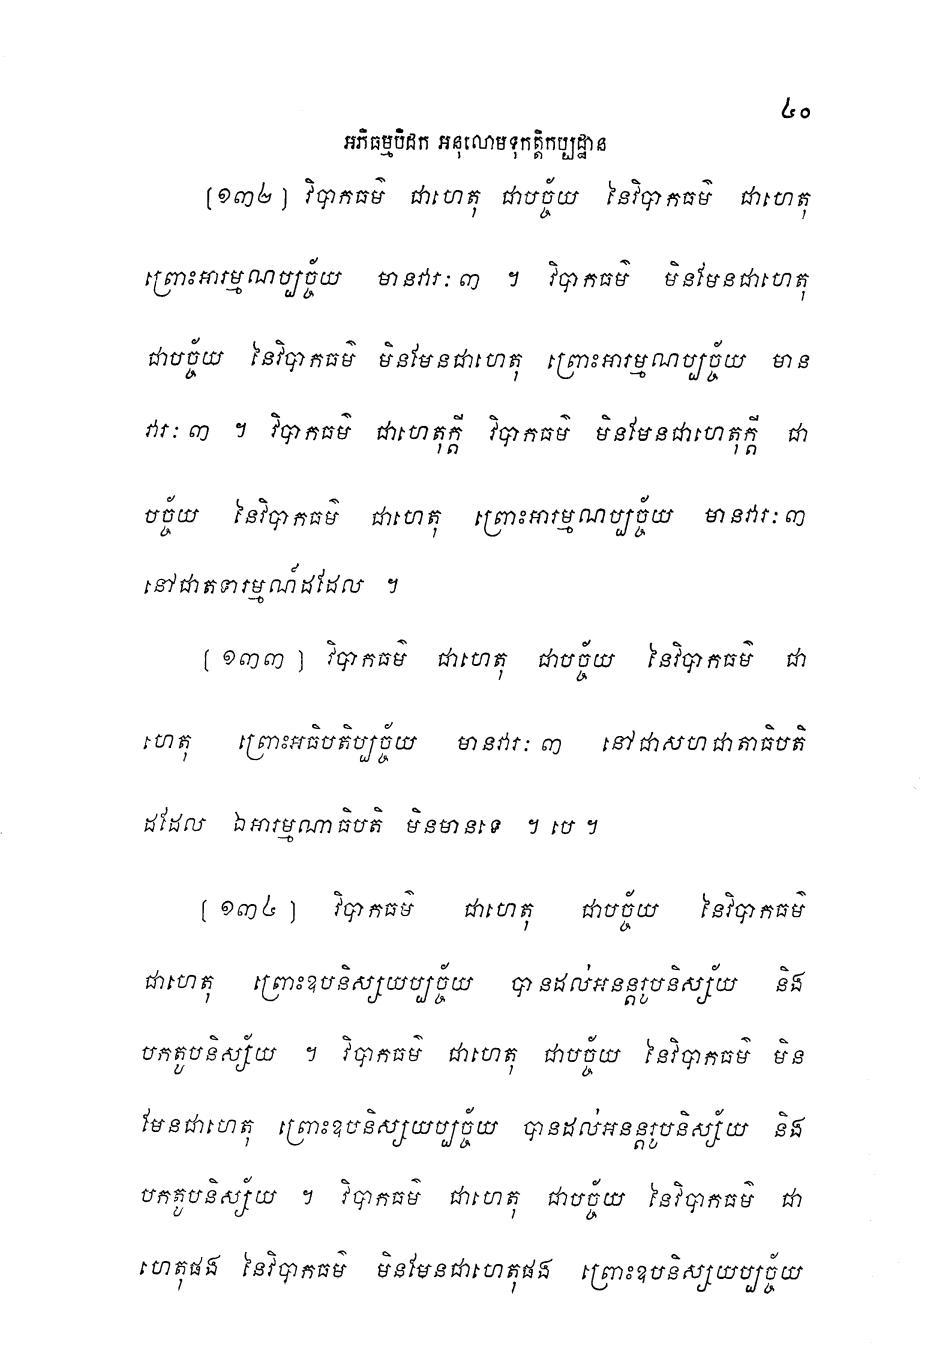 ៤០
អភិធម្មបិដក អនុលោមទុកត្តិកប្បដ្ឋាន
[១៣២] វិបាកធម៌ ជាហេតុ ជាបច្ច័យ នៃវិបាកធម៌ ជាហេតុ
ព្រោះអារម្មណប្បច្ច័យ មានវារៈ ៣ ។ វិបាកធម៌ មិនមែនជាហេតុ
ជាបច្ច័យ នៃវិបាកធម៌ មិនមែនជាហេតុ ព្រោះអារម្មណប្បច្ច័យ មាន
វារៈ ៣ ។ វិបាកធម៌ ជាហេតុក្តី វិបាកធម៌ មិនមែនជាហេតុក្តី ជា
បច្ច័យ នៃវិបាកធម៌ ជាហេតុ ព្រោះអារម្មណប្បច្ច័យ មានវារៈ ៣
នៅជាតទារម្មណ៍ដដែល ។
[ ១៣៣ ] វិបាកធម៌ ជាហេតុ ជាបច្ច័យ នៃវិបាកធម៌ ជា
ហេតុ ព្រោះអធិបតិប្បច្ច័យ មានវារៈ ៣ នៅជាសហជាតាធិបតិ
ដដែល ឯអារម្មណាធិបតិ មិនមានទេ ។ បេ ។
[ ១៣៤ ] វិបាកធម៌ ជាហេតុ ជាបច្ច័យ នៃវិបាកធម៌
ជាហេតុ ព្រោះឧបនិស្សយប្បច្ច័យ បានដល់អនន្តរូបនិស្ស័យ និង
បកតូបនិស្ស័យ ។ វិបាកធម៌ ជាហេតុ ជាបច្ច័យ នៃវិបាកធម៌ មិន
មែនជាហេតុ ព្រោះឧបនិស្សយប្បច្ច័យ បានដល់អនន្តរូបនិស្ស័យ និង
បកតូបនិស្ស័យ ។ វិបាកធម៌ ជាហេតុ ជាបច្ច័យ នៃវិបាកធម៌ ជា
ហេតុផង នៃវិបាកធម៌ មិនមែនជាហេតុផង ព្រោះឧបនិស្សយប្បច្ច័យ